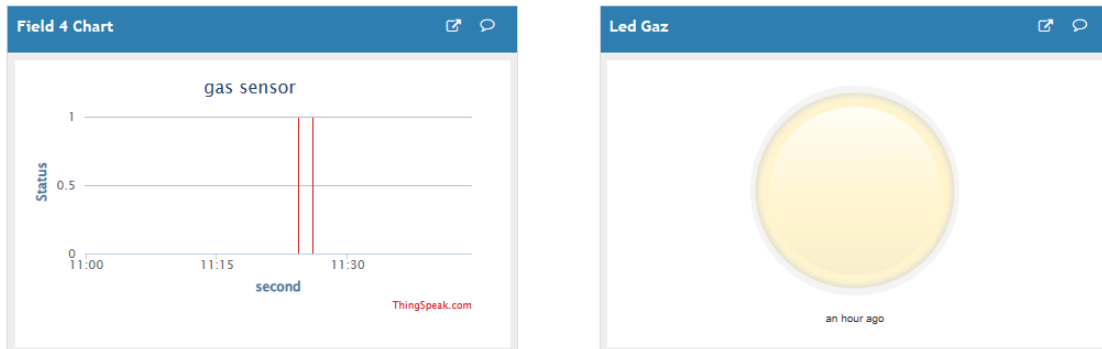 Field 4 Chart
gas sensor
1
0.5
0
Status
11:00 11:15 11:30
second
ThingSpeak.com
Led Gaz
an hour ago